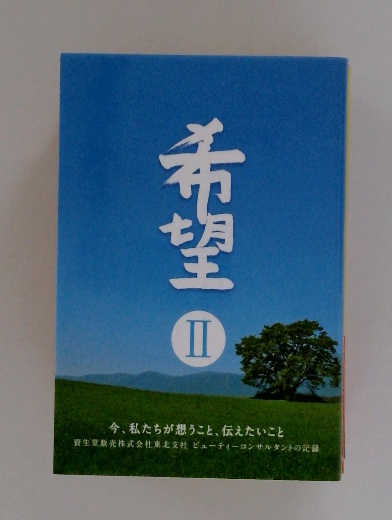 希望
II
今、私たちが想うこと、伝えたいこと
資生堂販売株式会社東北支社 ビューティーコンサルタントの記録